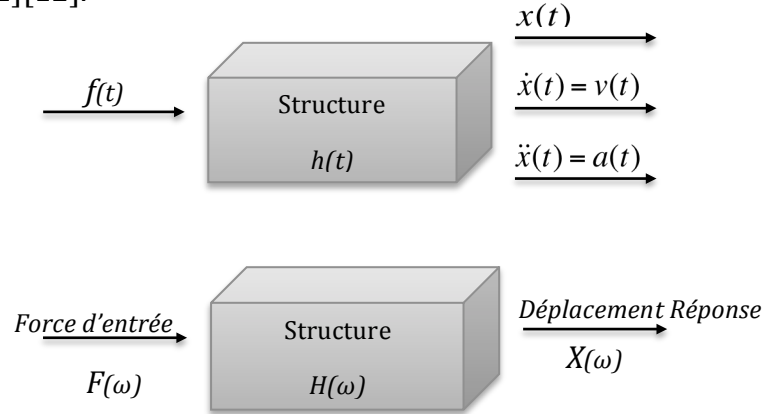 x(t)
f(t)
Structure
ẋ(t) = v(t)
h(t)
ẍ(t) = a(t)
Force d'entrée
Structure
Déplacement Réponse
F(ω)
H(ω)
X(ω)